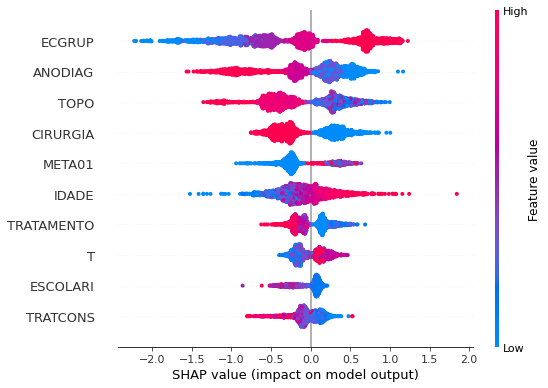 High
ECGRUP
ANODIAG
TOPO
CIRURGIA
META01
IDADE
TRATAMENTO
T
ESCOLARI
TRATCONS
Feature value
Low
−2.0 −1.5 −1.0 −0.5 0.0 0.5 1.0 1.5 2.0
SHAP value (impact on model output)